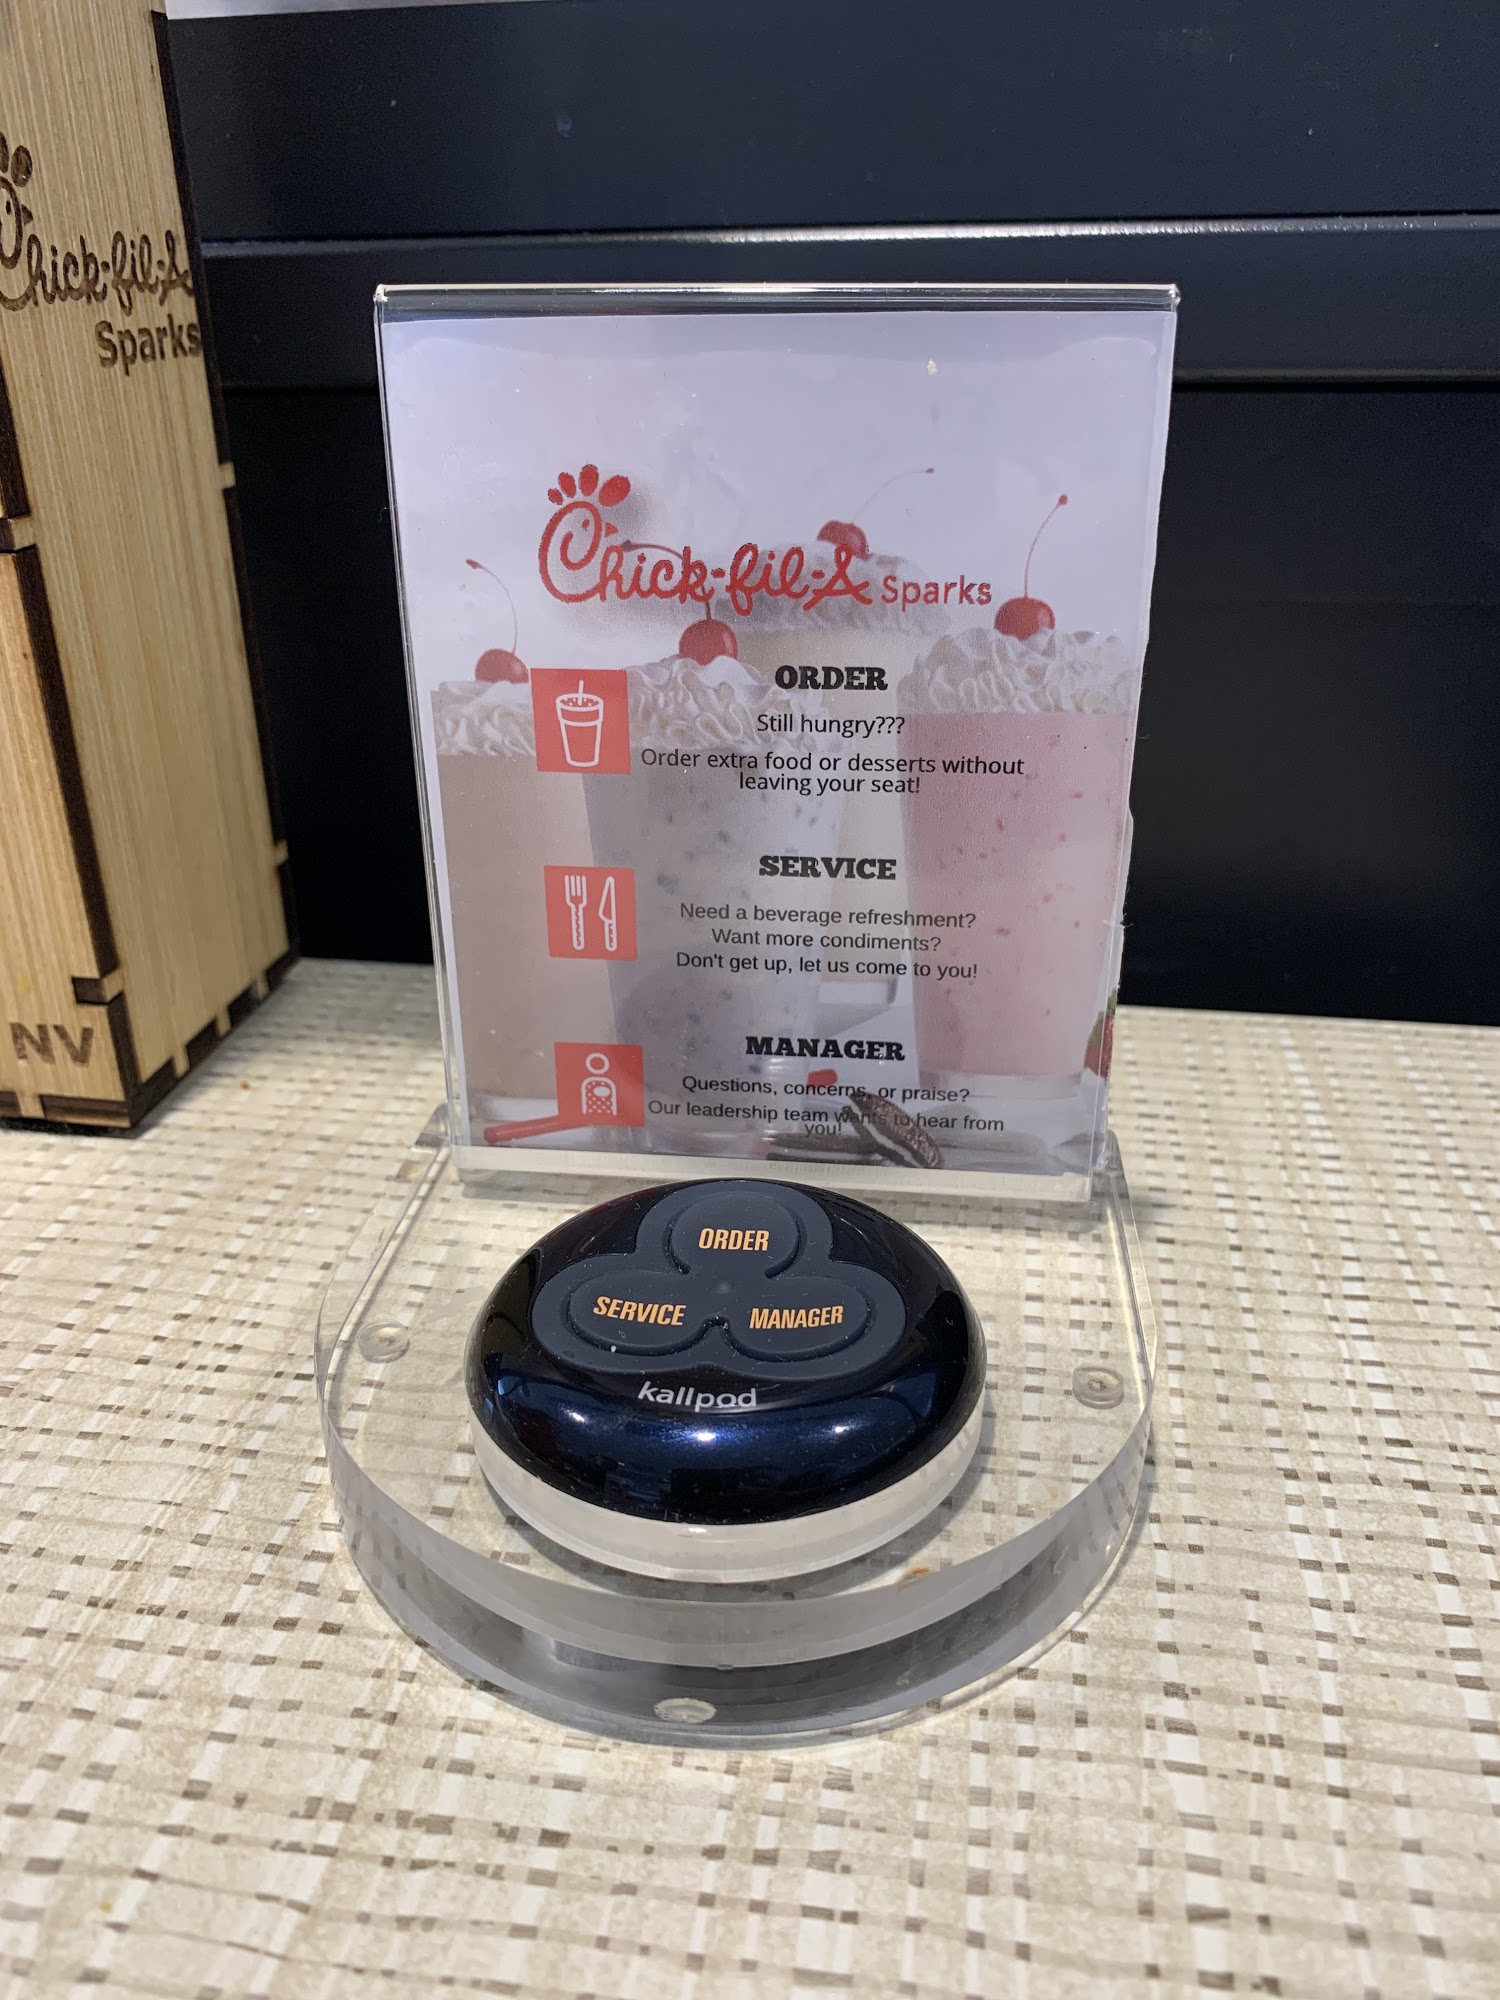 Chick-fil-A
Sparks
NV
Chick-fil-A Sparks
ORDER
Still hungry???
Order extra food or desserts without
leaving your seat!
SERVICE
Need a beverage refreshment?
Want more condiments?
Don't get up, let us come to you!
MANAGER
Questions, concerns, or praise?
Our leadership team wants to hear from
you!
ORDER
SERVICE MANAGER
kallpod